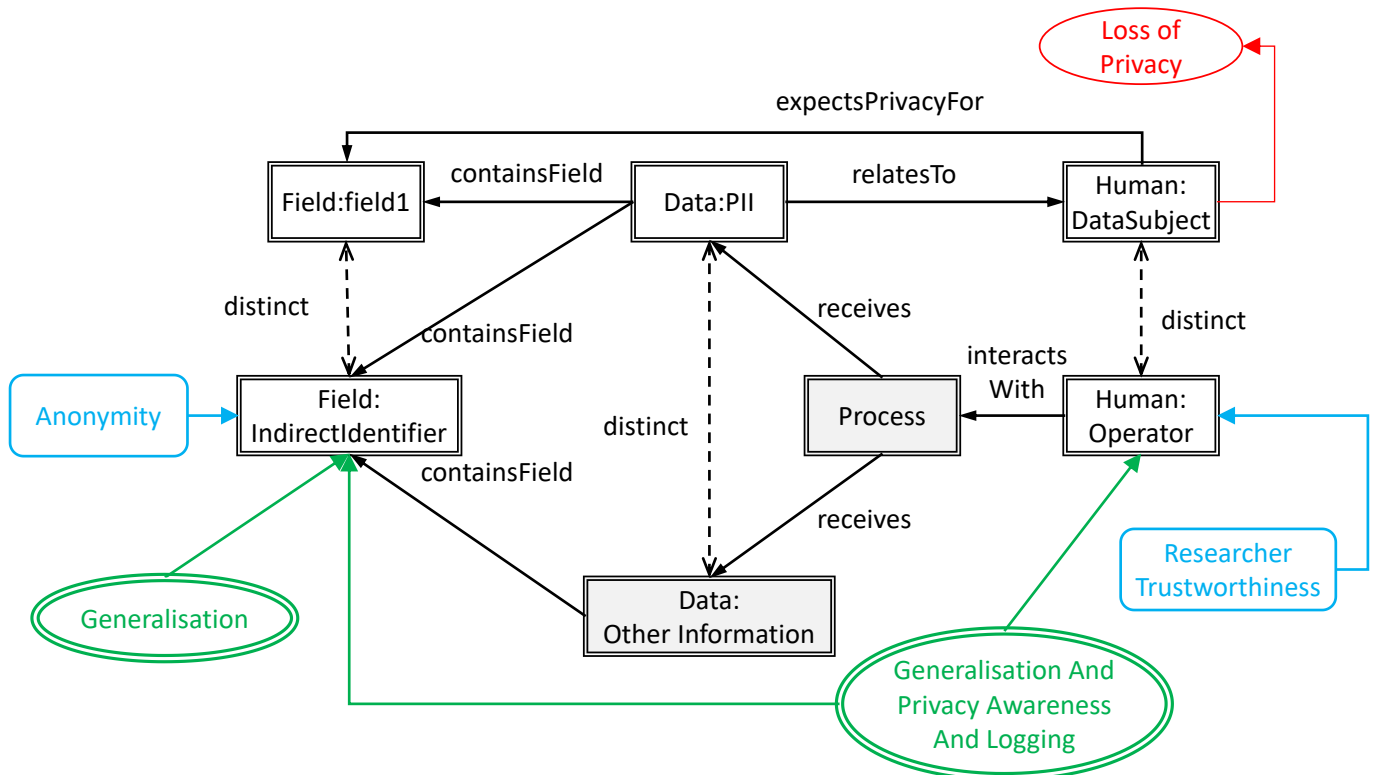 Loss of
Privacy
expectsPrivacyFor
containsField
relatesTo
Field:field1
Data:PII
Human:
DataSubject
distinct
containsField
receives
distinct
interacts
With
Anonymity
Field:
IndirectIdentifier
distinct
Process
Human:
Operator
containsField
receives
Researcher
Trustworthiness
Generalisation
Data:
Other Information
Generalisation And
Privacy Awareness
And Logging